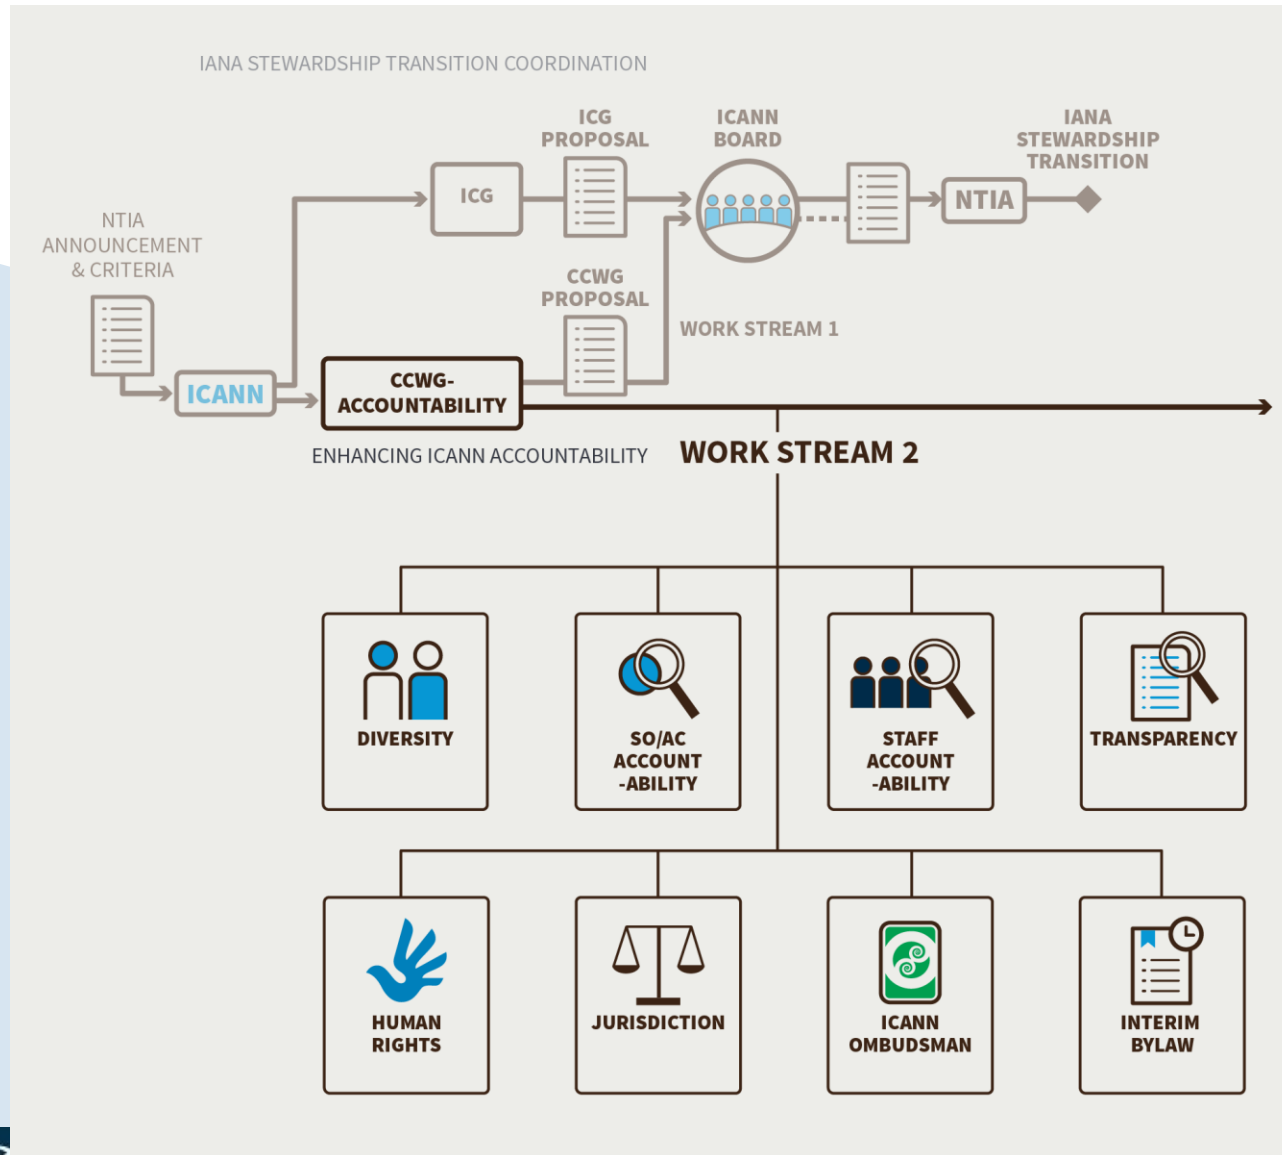 IANA STEWARDSHIP TRANSITION COORDINATION
ICG
PROPOSAL
ICANN
BOARD
IANA
STEWARDSHIP
TRANSITION
ICG
NTIA
NTIA
ANNOUNCEMENT
& CRITERIA
CCWG
PROPOSAL
WORK STREAM 1
ICANN
CCWG-
ACCOUNTABILITY
ENHANCING ICANN ACCOUNTABILITY
WORK STREAM 2
DIVERSITY
SO/AC
ACCOUNT
-ABILITY
STAFF
ACCOUNT
-ABILITY
TRANSPARENCY
HUMAN
RIGHTS
JURISDICTION
ICANN
OMBUDSMAN
INTERIM
BYLAW